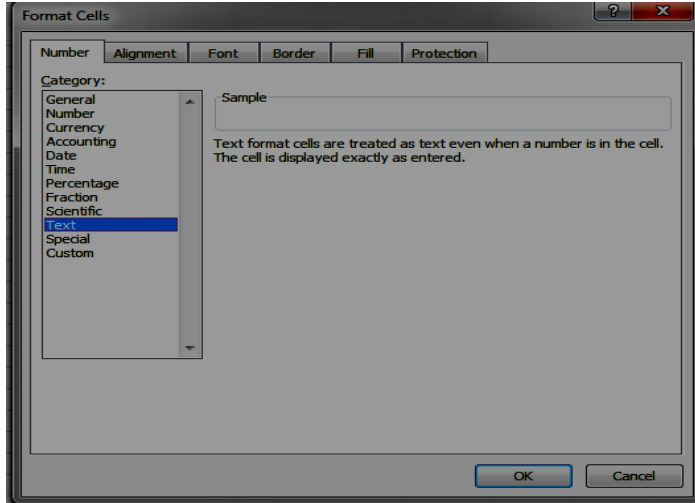 Format Cells
?
X
Number Alignment Font Border Fill Protection
Category:
General
Number
Currency
Accounting
Date
Time
Percentage
Fraction
Scientific
Text
Special
Custom
Sample
Text format cells are treated as text even when a number is in the cell.
The cell is displayed exactly as entered.
OK Cancel